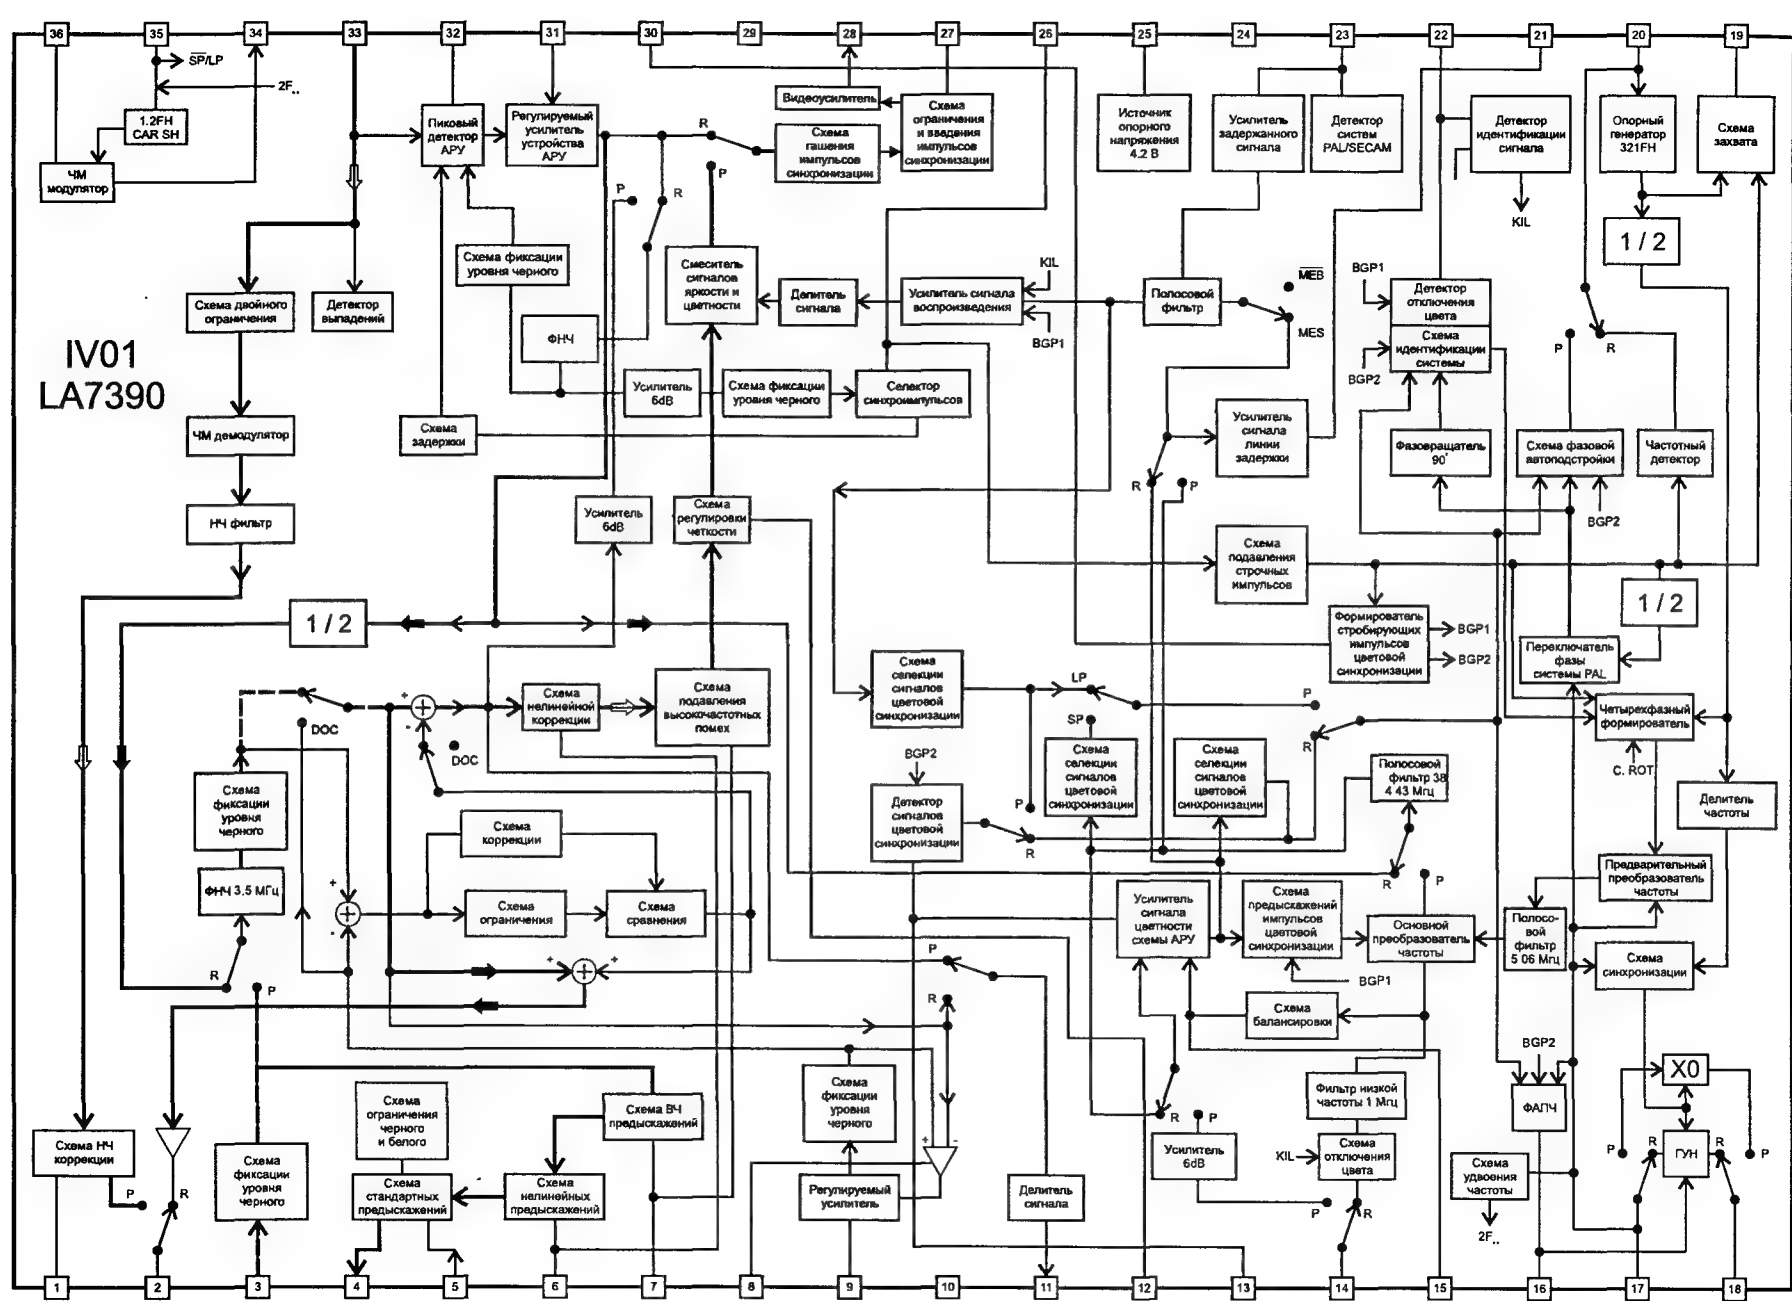 36
35
34
33
32
31
30
29
28
27
26
25
24
23
22
21
20
19
SP/LP
2F..
1.2FH
CAR SH
ЧМ
модулятор
Пиковый
детектор
АРУ
Регулируемый
усилитель
устройства
АРУ
R
P
Видеоусилитель
Схема
гашения
импульсов
синхронизации
Схема
ограничения
и введения
импульсов
синхронизации
Источник
опорного
напряжения
4.2 В
Усилитель
задержанного
сигнала
Детектор
систем
PAL/SECAM
Детектор
идентификации
сигнала
KIL
Опорный
генератор
321FH
Схема
захвата
1 / 2
P
R
Схема фиксации
уровня черного
Схема двойного
ограничения
Детектор
выпадений
IV01
LA7390
ФНЧ
Смеситель
сигналов
яркости и
цветности
Делитель
сигнала
Усилитель сигнала
воспроизведения
KIL
BGP1
Полосовой
фильтр
MEB
MES
BGP1
Детектор
отключения
цвета
Схема
идентификации
системы
BGP2
P
R
ЧМ демодулятор
Схема
задержки
Усилитель
6dB
Схема фиксации
уровня черного
Селектор
синхроимпульсов
Усилитель
сигнала
линии
задержки
Фазовращатель
90°
Схема фазовой
автоподстройки
Частотный
детектор
R
P
BGP2
НЧ фильтр
Усилитель
6dB
Схема
регулировки
четкости
Схема
подавления
строчных
импульсов
1 / 2
1 / 2
Формирователь
стробирующих
импульсов
цветовой
синхронизации
BGP1
BGP2
Переключатель
фазы
системы PAL
Схема
селекции
сигналов
цветовой
синхронизации
LP
SP
P
R
Четырехфазный
формирователь
C. ROT
DOC
+
-
DOC
Схема
нелинейной
коррекции
Схема
подавления
высокочастотных
помех
BGP2
Схема
селекции
сигналов
цветовой
синхронизации
Схема
селекции
сигналов
цветовой
синхронизации
Полосовой
фильтр 38
4 43 Мгц
Делитель
частоты
Схема
фиксации
уровня
черного
Схема
коррекции
Детектор
сигналов
цветовой
синхронизации
P
R
R
P
Предварительный
преобразователь
частоты
ФНЧ 3.5 МГц
+
-
Схема
ограничения
Схема
сравнения
Усилитель
сигнала
цветности
схемы АРУ
Схема
предыскажений
импульсов
цветовой
синхронизации
Основной
преобразователь
частоты
Полосо-
вой
фильтр
5 06 Мгц
Схема
синхронизации
R
P
+
+
P
R
BGP1
Схема
балансировки
BGP2
ФАПЧ
X0
Схема
ограничения
черного
и белого
Схема ВЧ
предыскажений
Схема
фиксации
уровня
черного
+
-
Фильтр низкой
частоты 1 Мгц
R
P
Усилитель
6dB
KIL
Схема
отключения
цвета
P
R
P
R
ГУН
R
P
Схема НЧ
коррекции
P
R
Схема
фиксации
уровня
черного
Схема
стандартных
предыскажений
Схема
нелинейных
предыскажений
Регулируемый
усилитель
Делитель
сигнала
Схема
удвоения
частоты
2F..
1
2
3
4
5
6
7
8
9
10
11
12
13
14
15
16
17
18